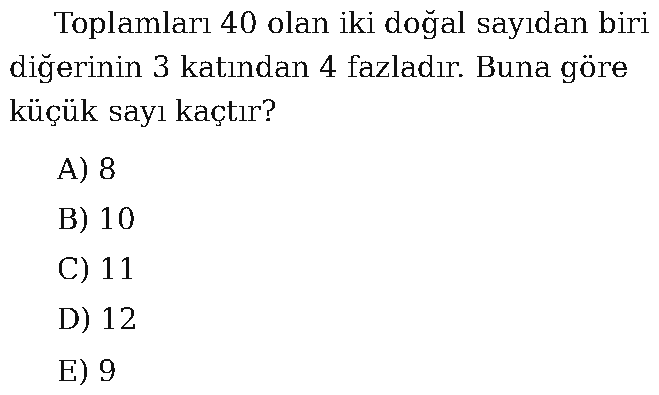 Toplamları 40 olan iki doğal sayıdan biri
diğerinin 3 katından 4 fazladır. Buna göre
küçük sayı kaçtır?
A) 8
B) 10
C) 11
D) 12
E) 9